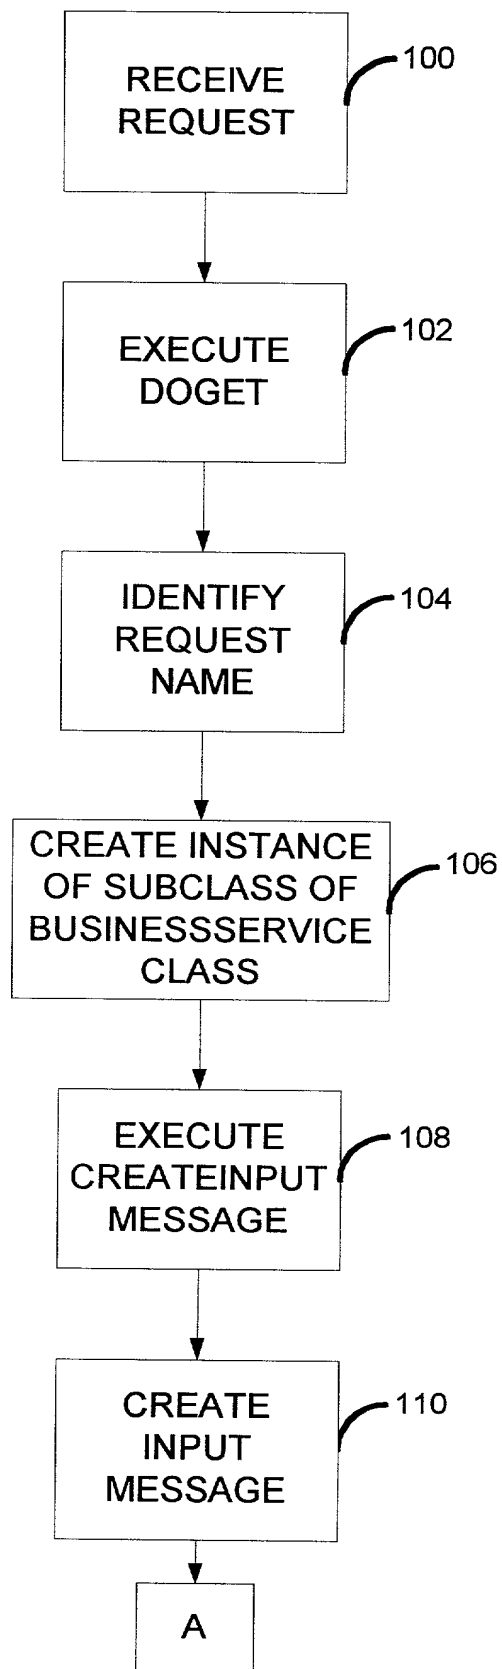 RECEIVE
REQUEST
100
EXECUTE
DOGET
102
IDENTIFY
REQUEST
NAME
104
CREATE INSTANCE
OF SUBCLASS OF
BUSINESSSERVICE
CLASS
106
EXECUTE
CREATEINPUT
MESSAGE
108
CREATE
INPUT
MESSAGE
110
A